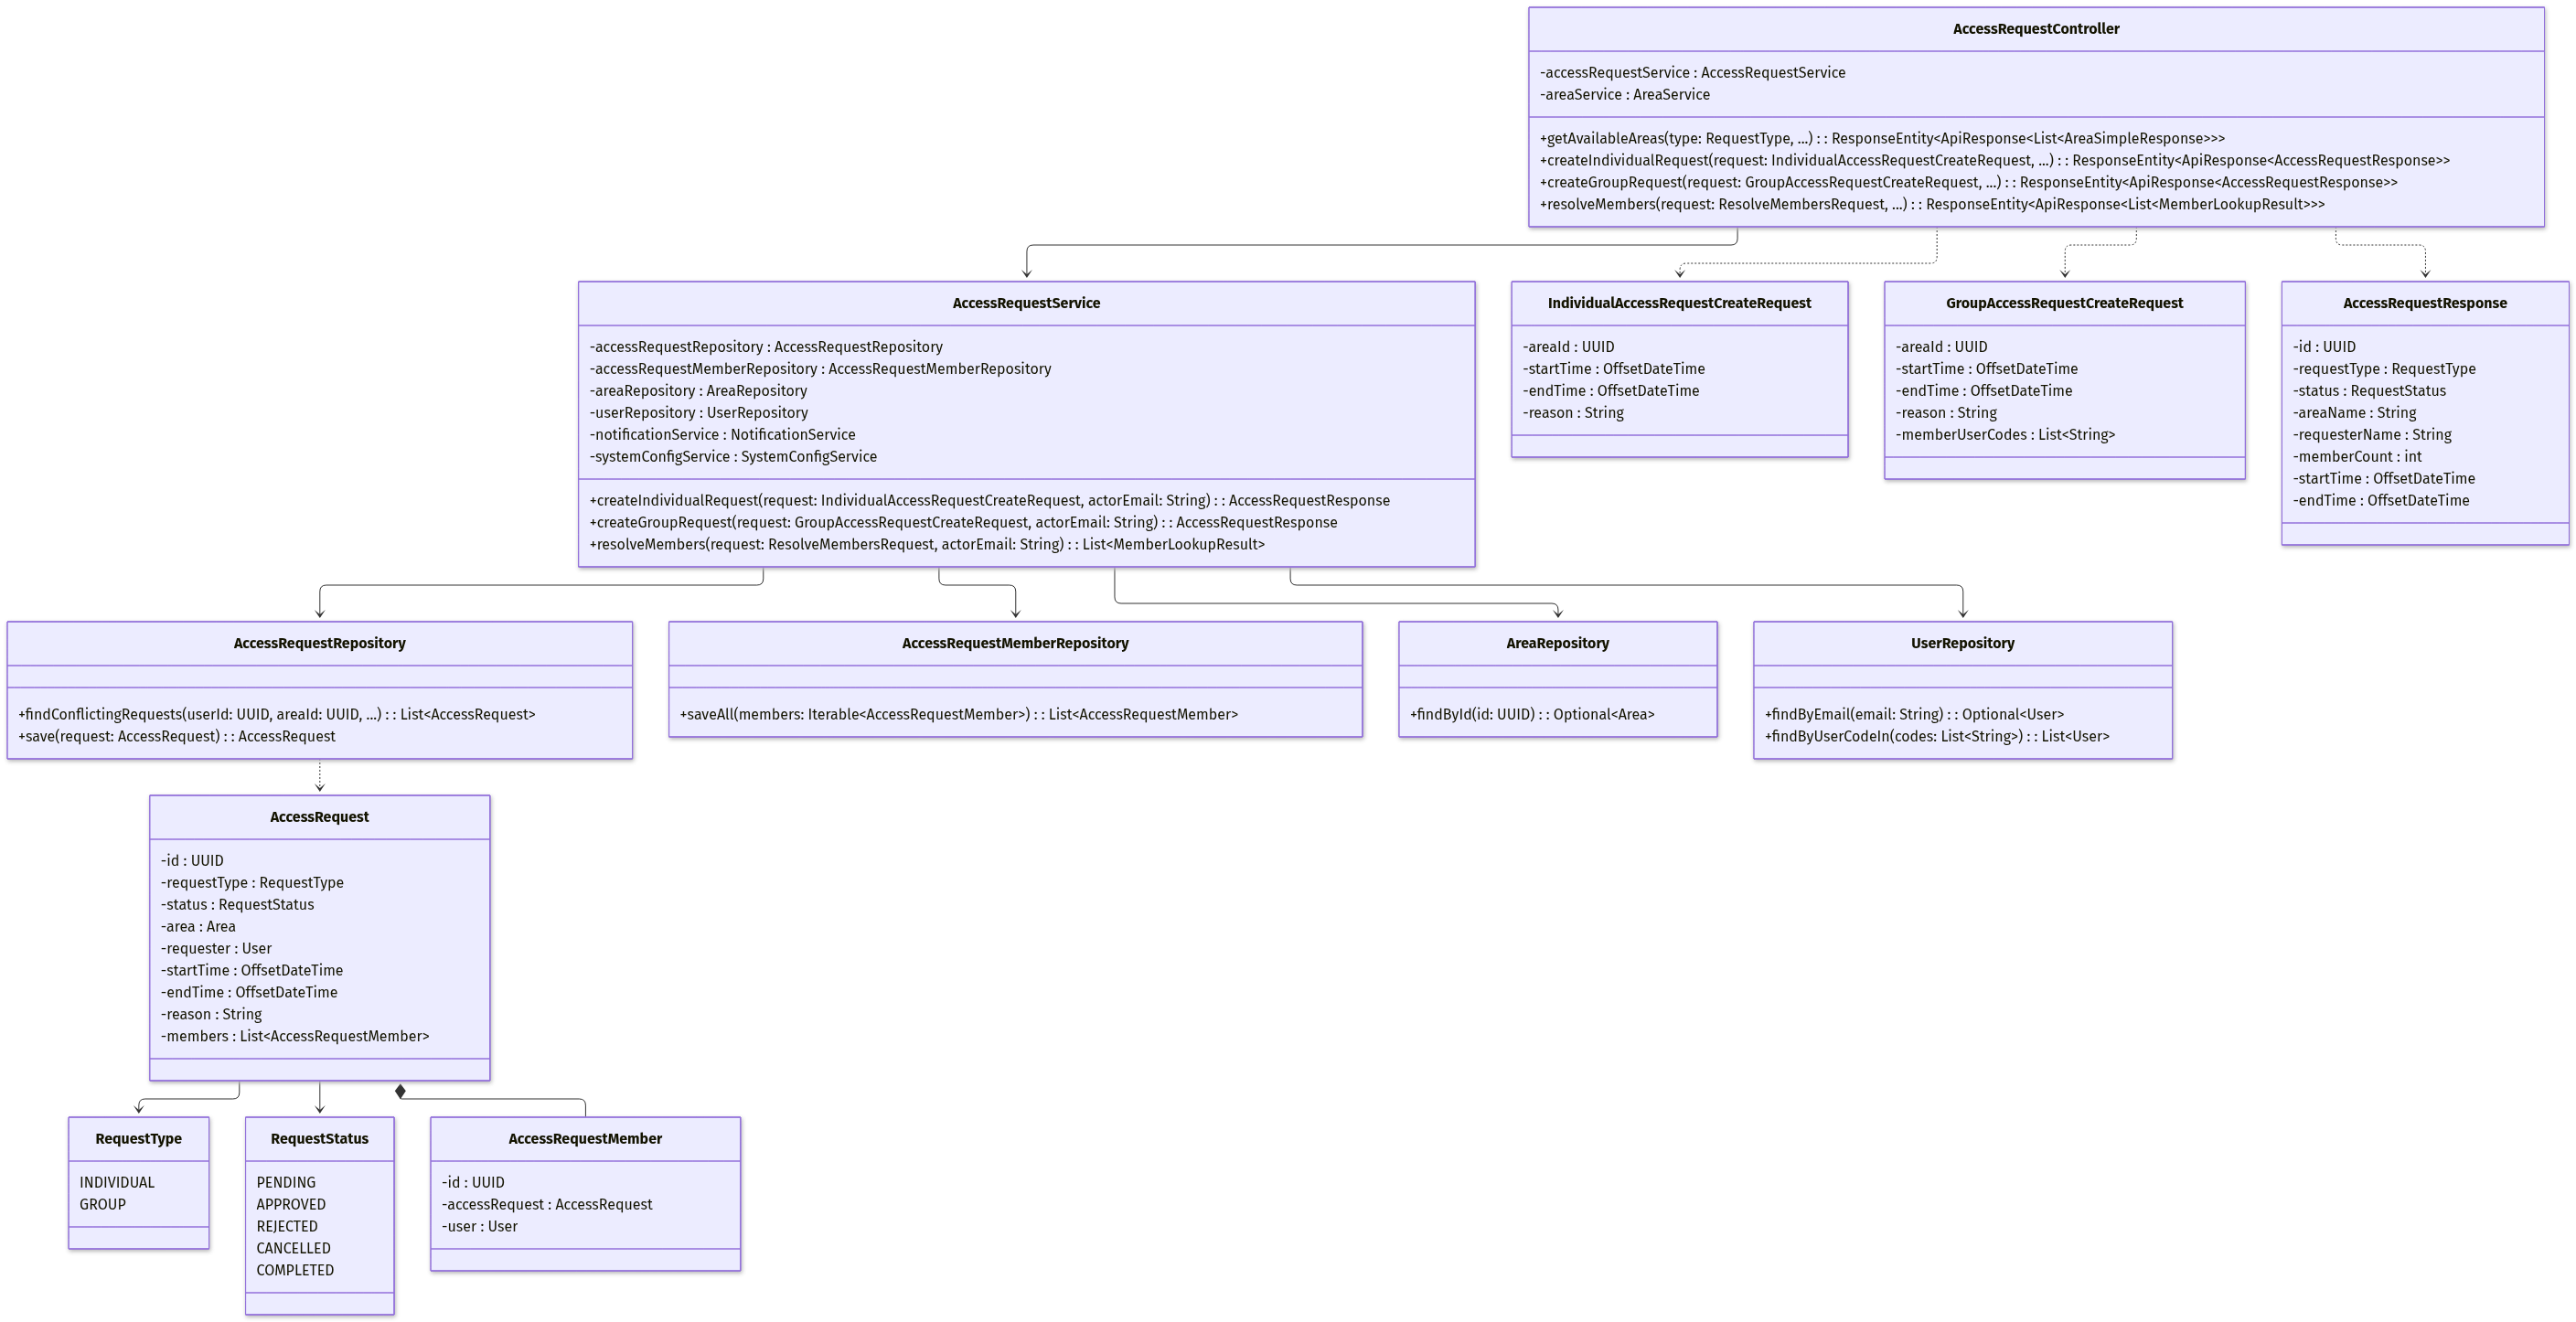 AccessRequestController
-accessRequestService : AccessRequestService
-areaService : AreaService
+getAvailableAreas(type: RequestType, ...) : : ResponseEntity<ApiResponse<List<AreaSimpleResponse>>>
+createIndividualRequest(request: IndividualAccessRequestCreateRequest, ...) : : ResponseEntity<ApiResponse<AccessRequestResponse>>
+createGroupRequest(request: GroupAccessRequestCreateRequest, ...) : : ResponseEntity<ApiResponse<AccessRequestResponse>>
+resolveMembers(request: ResolveMembersRequest, ...) : : ResponseEntity<ApiResponse<List<MemberLookupResult>>>
AccessRequestService
-accessRequestRepository : AccessRequestRepository
-accessRequestMemberRepository : AccessRequestMemberRepository
-areaRepository : AreaRepository
-userRepository : UserRepository
-notificationService : NotificationService
-systemConfigService : SystemConfigService
+createIndividualRequest(request: IndividualAccessRequestCreateRequest, actorEmail: String) : : AccessRequestResponse
+createGroupRequest(request: GroupAccessRequestCreateRequest, actorEmail: String) : : AccessRequestResponse
+resolveMembers(request: ResolveMembersRequest, actorEmail: String) : : List<MemberLookupResult>
IndividualAccessRequestCreateRequest
-areaId : UUID
-startTime : OffsetDateTime
-endTime : OffsetDateTime
-reason : String
GroupAccessRequestCreateRequest
-areaId : UUID
-startTime : OffsetDateTime
-endTime : OffsetDateTime
-reason : String
-memberUserCodes : List<String>
AccessRequestResponse
-id : UUID
-requestType : RequestType
-status : RequestStatus
-areaName : String
-requesterName : String
-memberCount : int
-startTime : OffsetDateTime
-endTime : OffsetDateTime
AccessRequestRepository
+findConflictingRequests(userId: UUID, areaId: UUID, ...) : : List<AccessRequest>
+save(request: AccessRequest) : : AccessRequest
AccessRequestMemberRepository
+saveAll(members: Iterable<AccessRequestMember>) : : List<AccessRequestMember>
AreaRepository
+findById(id: UUID) : : Optional<Area>
UserRepository
+findByEmail(email: String) : : Optional<User>
+findByUserCodeIn(codes: List<String>) : : List<User>
AccessRequest
-id : UUID
-requestType : RequestType
-status : RequestStatus
-area : Area
-requester : User
-startTime : OffsetDateTime
-endTime : OffsetDateTime
-reason : String
-members : List<AccessRequestMember>
RequestType
INDIVIDUAL
GROUP
RequestStatus
PENDING
APPROVED
REJECTED
CANCELLED
COMPLETED
AccessRequestMember
-id : UUID
-accessRequest : AccessRequest
-user : User